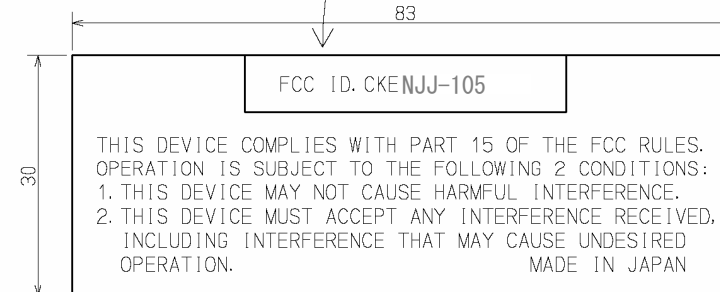 83
FCC ID. CKENJJ-105
30
THIS DEVICE COMPLIES WITH PART 15 OF THE FCC RULES.
OPERATION IS SUBJECT TO THE FOLLOWING 2 CONDITIONS:
1. THIS DEVICE MAY NOT CAUSE HARMFUL INTERFERENCE.
2. THIS DEVICE MUST ACCEPT ANY INTERFERENCE RECEIVED,
INCLUDING INTERFERENCE THAT MAY CAUSE UNDESIRED
OPERATION. MADE IN JAPAN